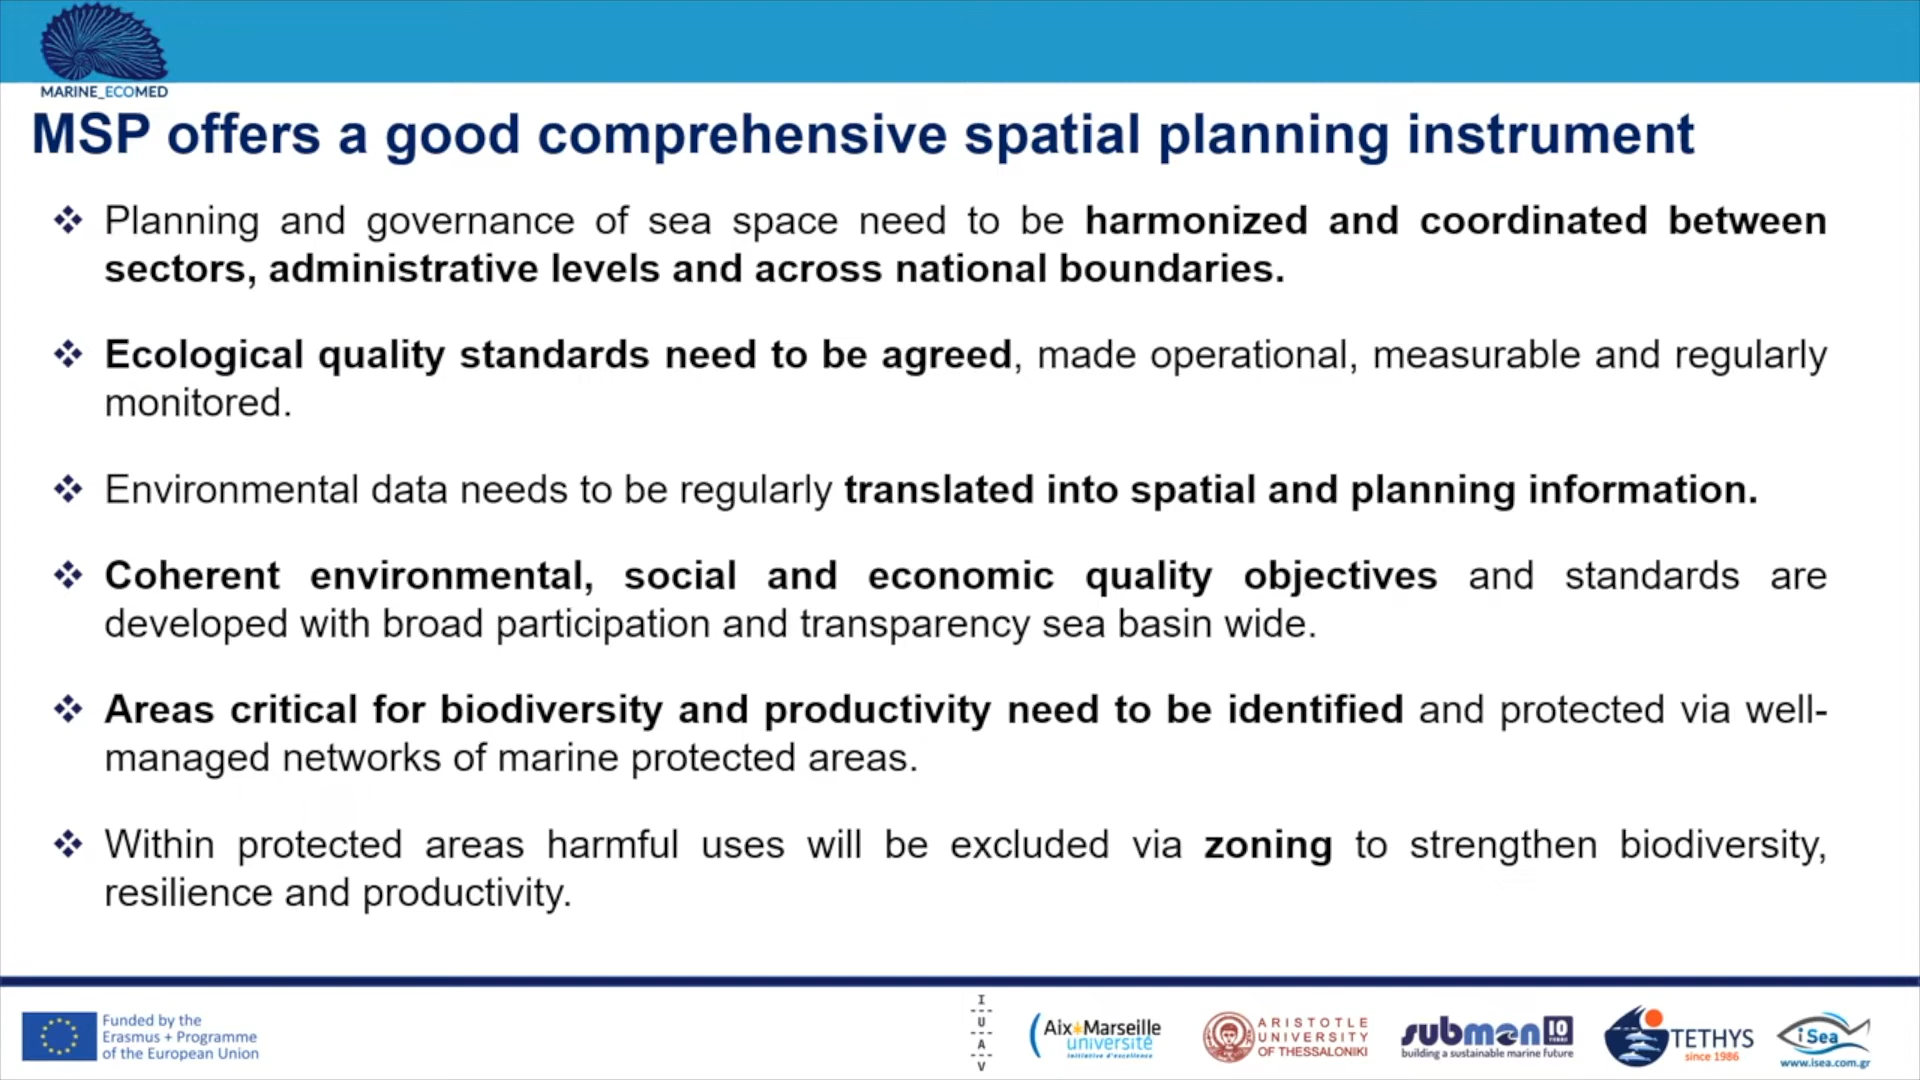 MARINE_ECOMED
MSP offers a good comprehensive spatial planning instrument
Planning and governance of sea space need to be harmonized and coordinated between
sectors, administrative levels and across national boundaries.
Ecological quality standards need to be agreed, made operational, measurable and regularly
monitored.
Environmental data needs to be regularly translated into spatial and planning information.
Coherent environmental, social and economic quality objectives and standards are
developed with broad participation and transparency sea basin wide.
Areas critical for biodiversity and productivity need to be identified and protected via well-
managed networks of marine protected areas.
Within protected areas harmful uses will be excluded via zoning to strengthen biodiversity,
resilience and productivity.
Funded by the
Erasmus + Programme
of the European Union
I
U
A
V
Aix Marseille
université
initiative d'excellence
ARISTOTLE
UNIVERSITY
OF THESSALONIKI
submon 10
building a sustainable marine future
TETHYS
since 1986
iSea
www.isea.com.gr